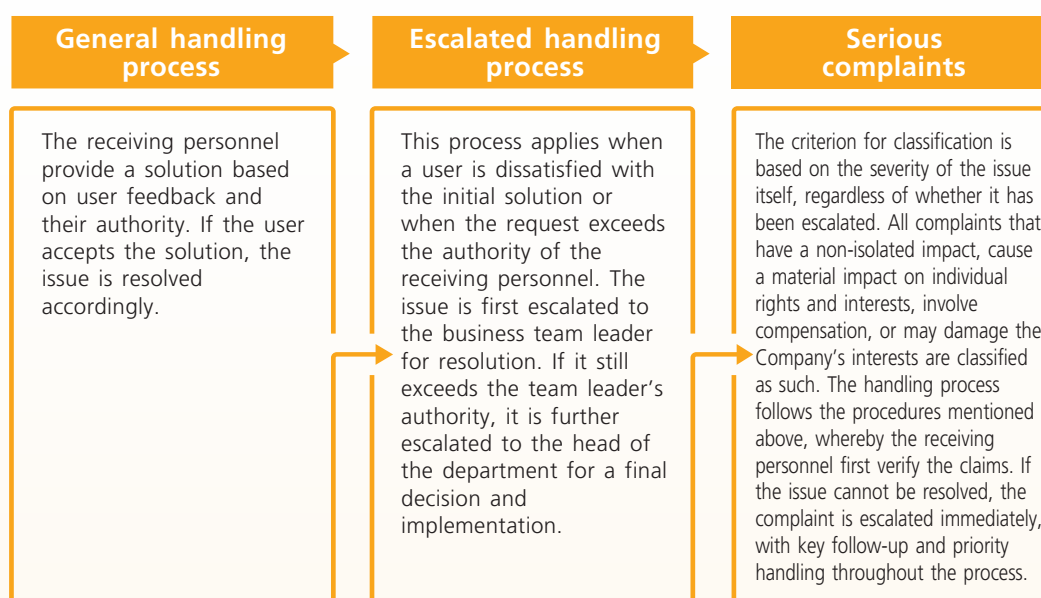 General handling
process
The receiving personnel
provide a solution based
on user feedback and
their authority. If the user
accepts the solution, the
issue is resolved
accordingly.
Escalated handling
process
This process applies when
a user is dissatisfied with
the initial solution or
when the request exceeds
the authority of the
receiving personnel. The
issue is first escalated to
the business team leader
for resolution. If it still
exceeds the team leader's
authority, it is further
escalated to the head of
the department for a final
decision and
implementation.
Serious
complaints
The criterion for classification is
based on the severity of the issue
itself, regardless of whether it has
been escalated. All complaints that
have a non-isolated impact, cause
a material impact on individual
rights and interests, involve
compensation, or may damage the
Company's interests are classified
as such. The handling process
follows the procedures mentioned
above, whereby the receiving
personnel first verify the claims. If
the issue cannot be resolved, the
complaint is escalated immediately,
with key follow-up and priority
handling throughout the process.